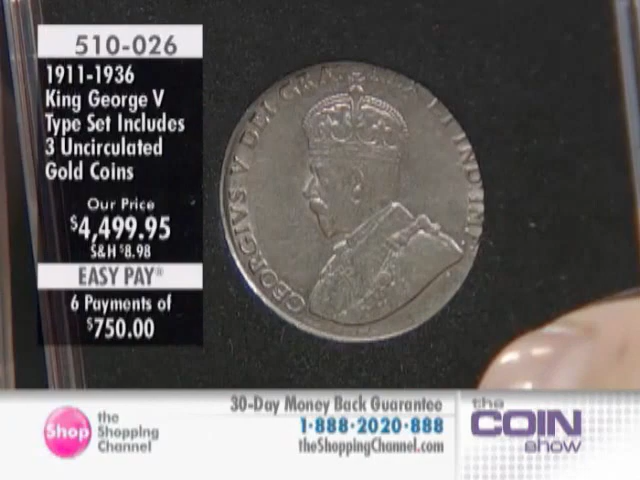 510-026
1911-1936
King George V
Type Set Includes
3 Uncirculated
Gold Coins
Our Price
$4,499.95
S&H $8.98
EASY PAY®
6 Payments of
$750.00
GEORGIVS V DEI GRA: ET IND:IMP:
30-Day Money Back Guarantee
1·888·2020·888
theShoppingChannel.com
Shop
the
Shopping
Channel
the
COIN
show